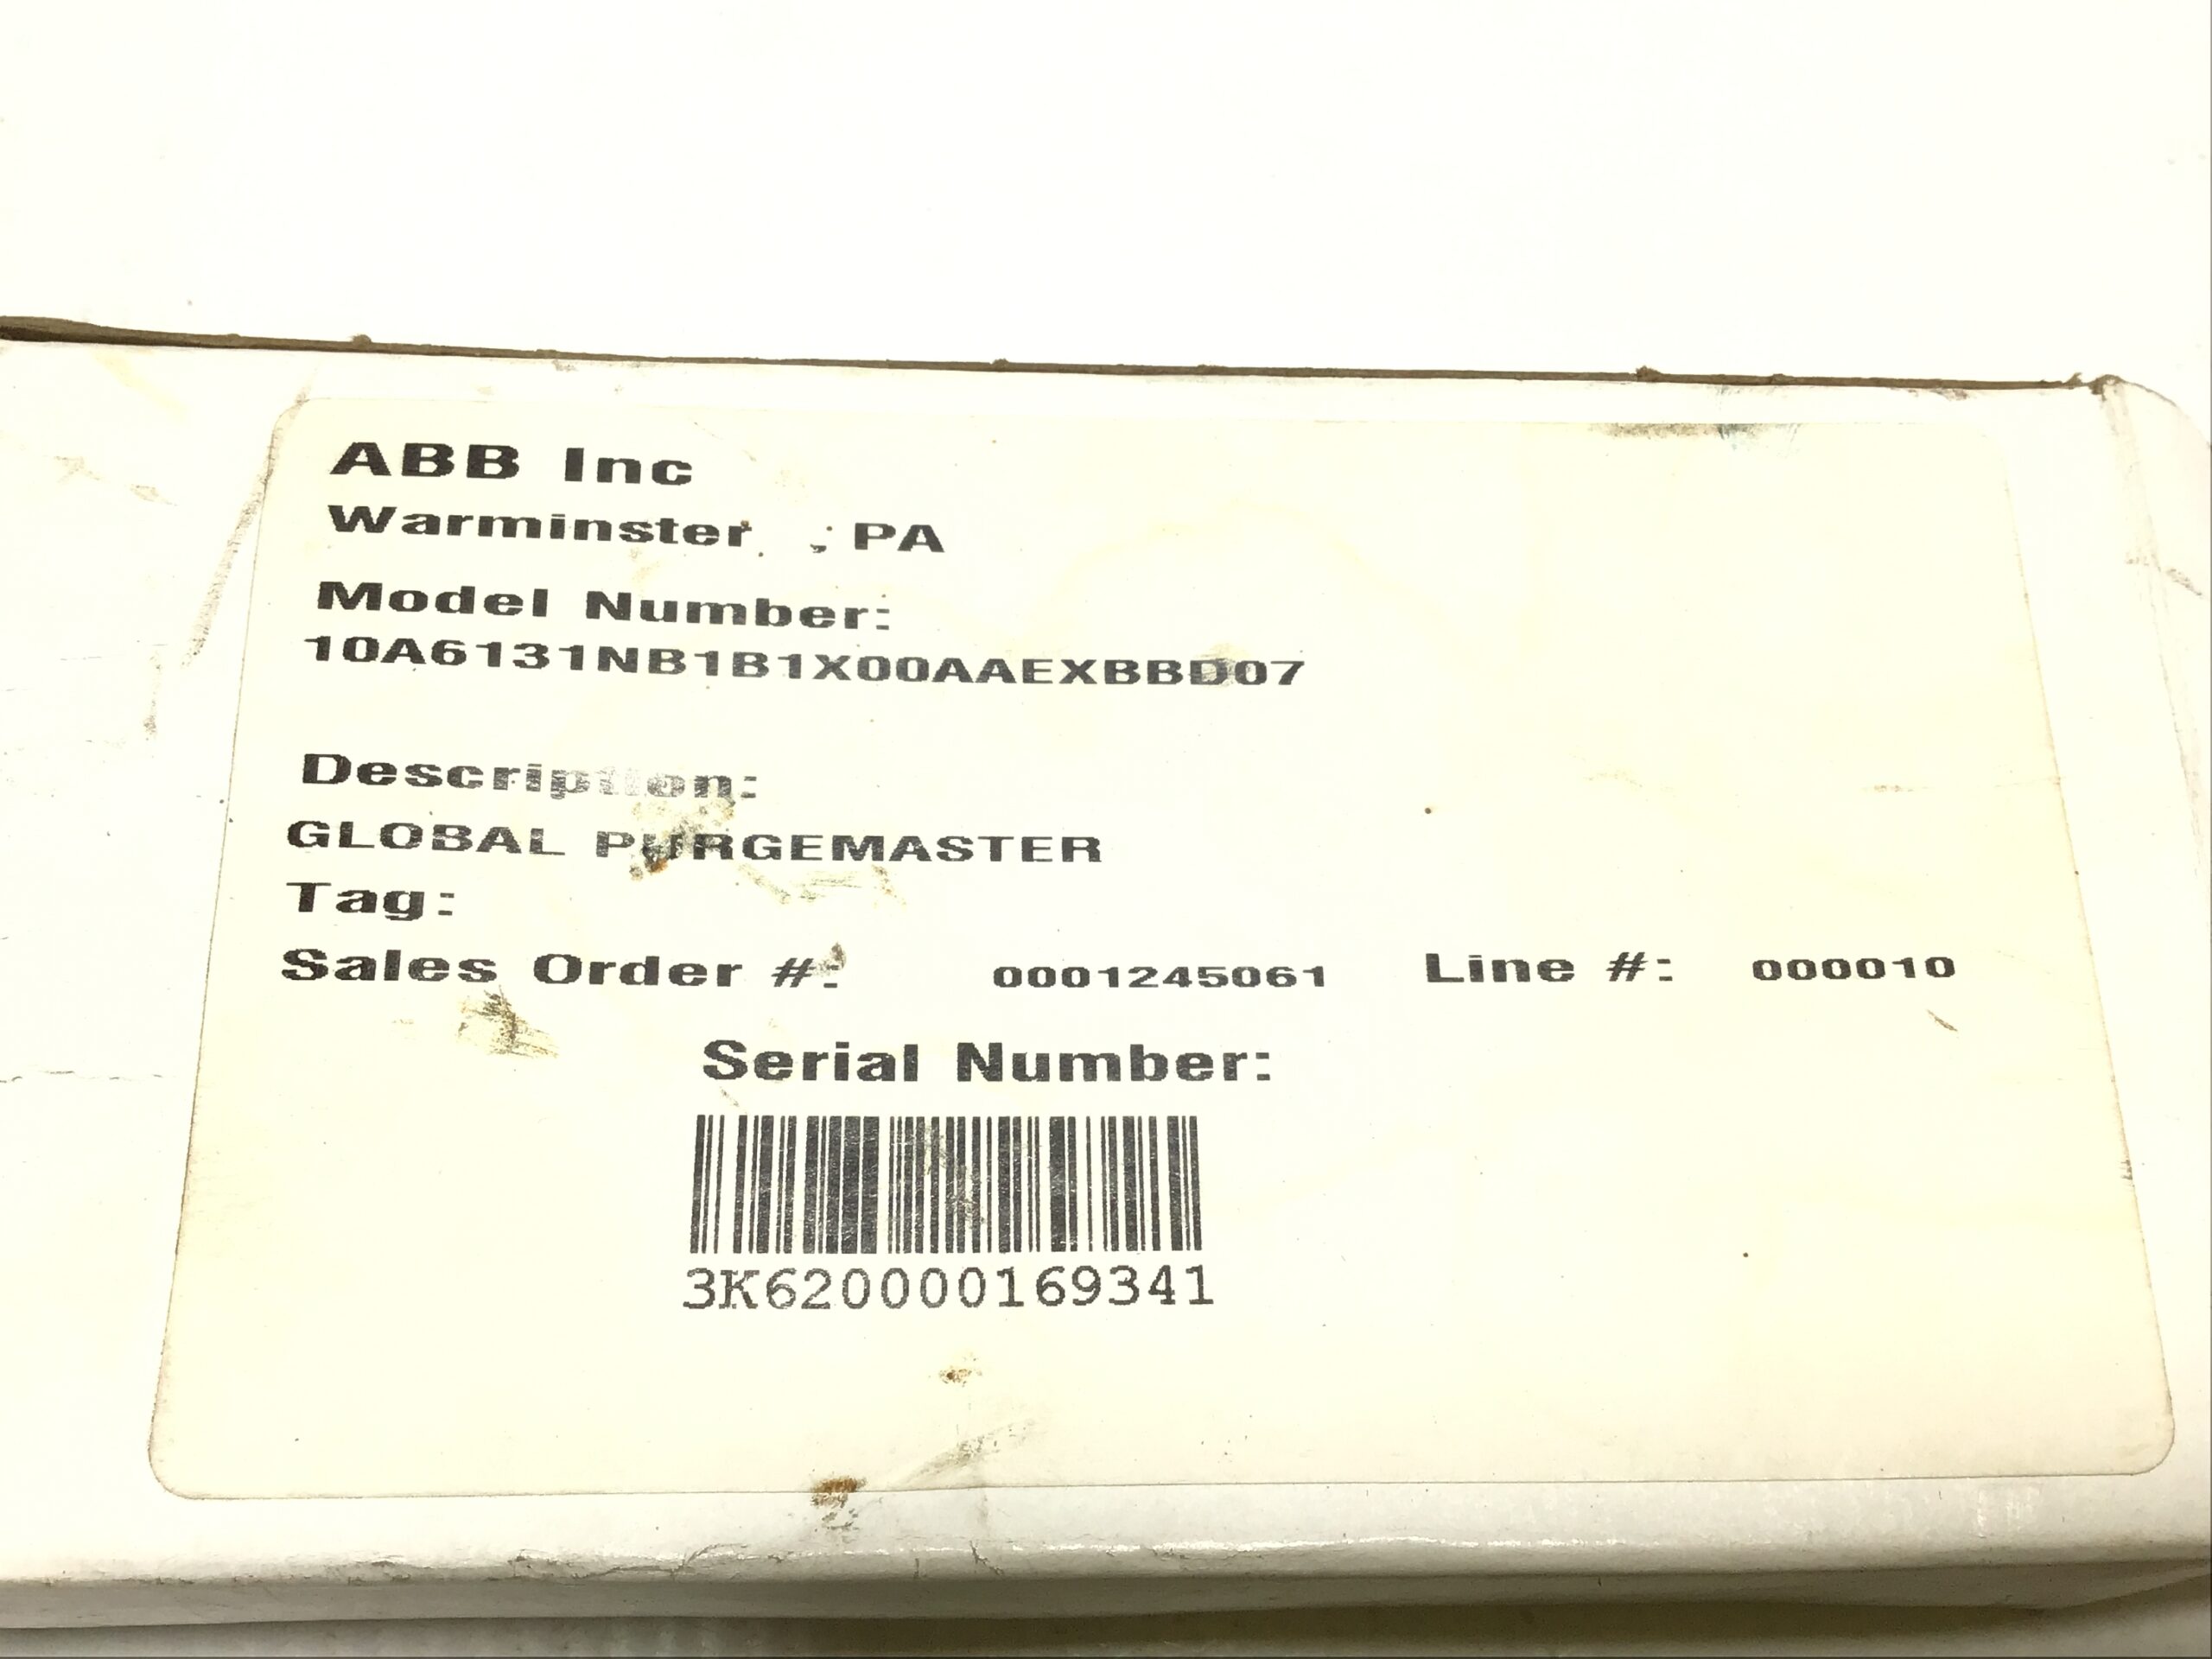 ABB Inc
Warminster , PA
Model Number:
10A6131NB1B1X00AAEXBBD07
Description:
GLOBAL PURGEMASTER
Tag:
Sales Order #: 0001245061 Line #: 000010
Serial Number:
3K620000169341